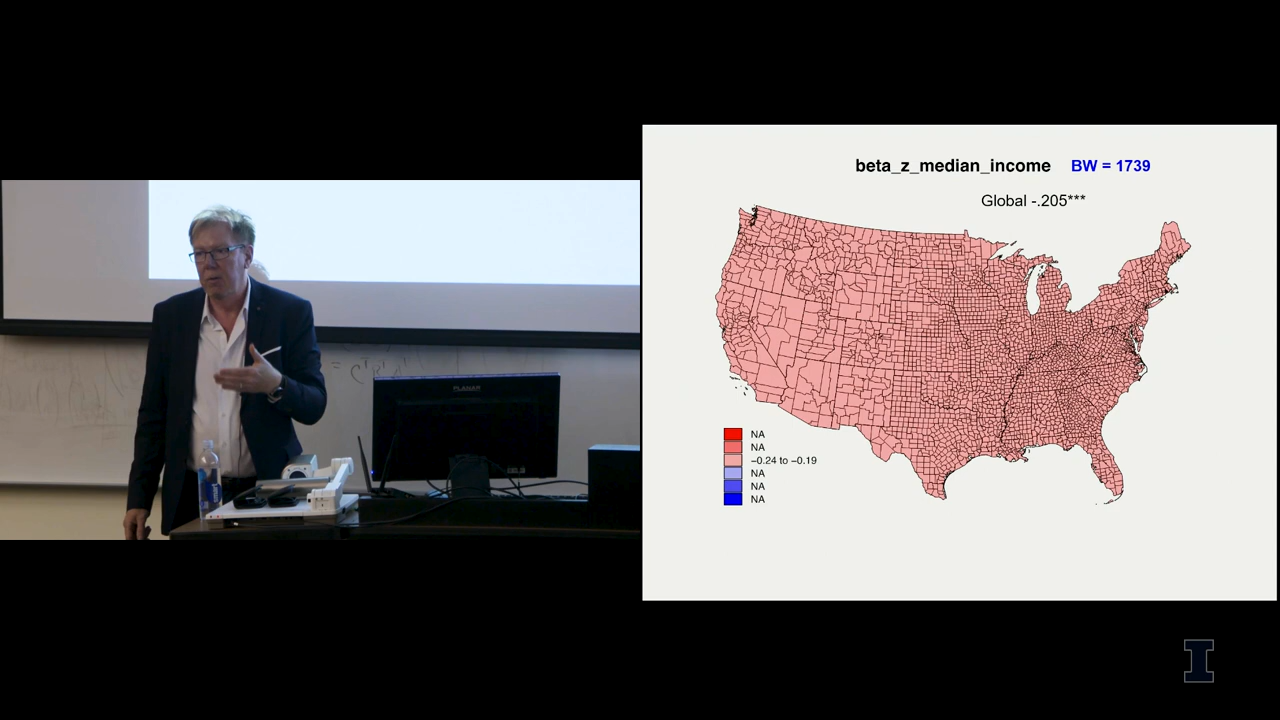 beta_z_median_income BW = 1739
Global -.205***
NA
NA
−0.24 to −0.19
NA
NA
NA
PLANAR